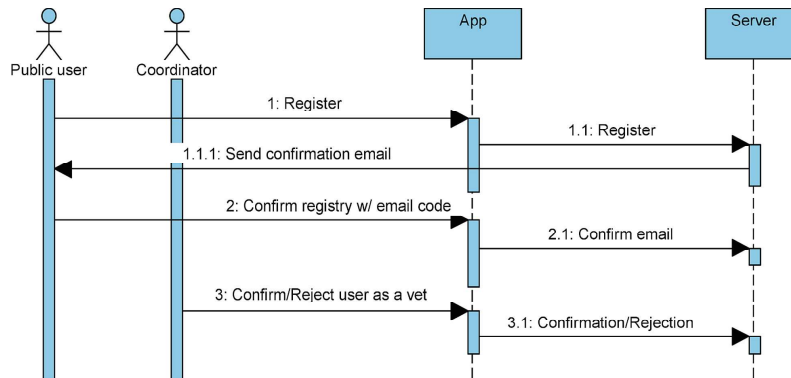 App
Server
Public user
Coordinator
1: Register
1.1: Register
1.1.1: Send confirmation email
2: Confirm registry w/ email code
2.1: Confirm email
3: Confirm/Reject user as a vet
3.1: Confirmation/Rejection